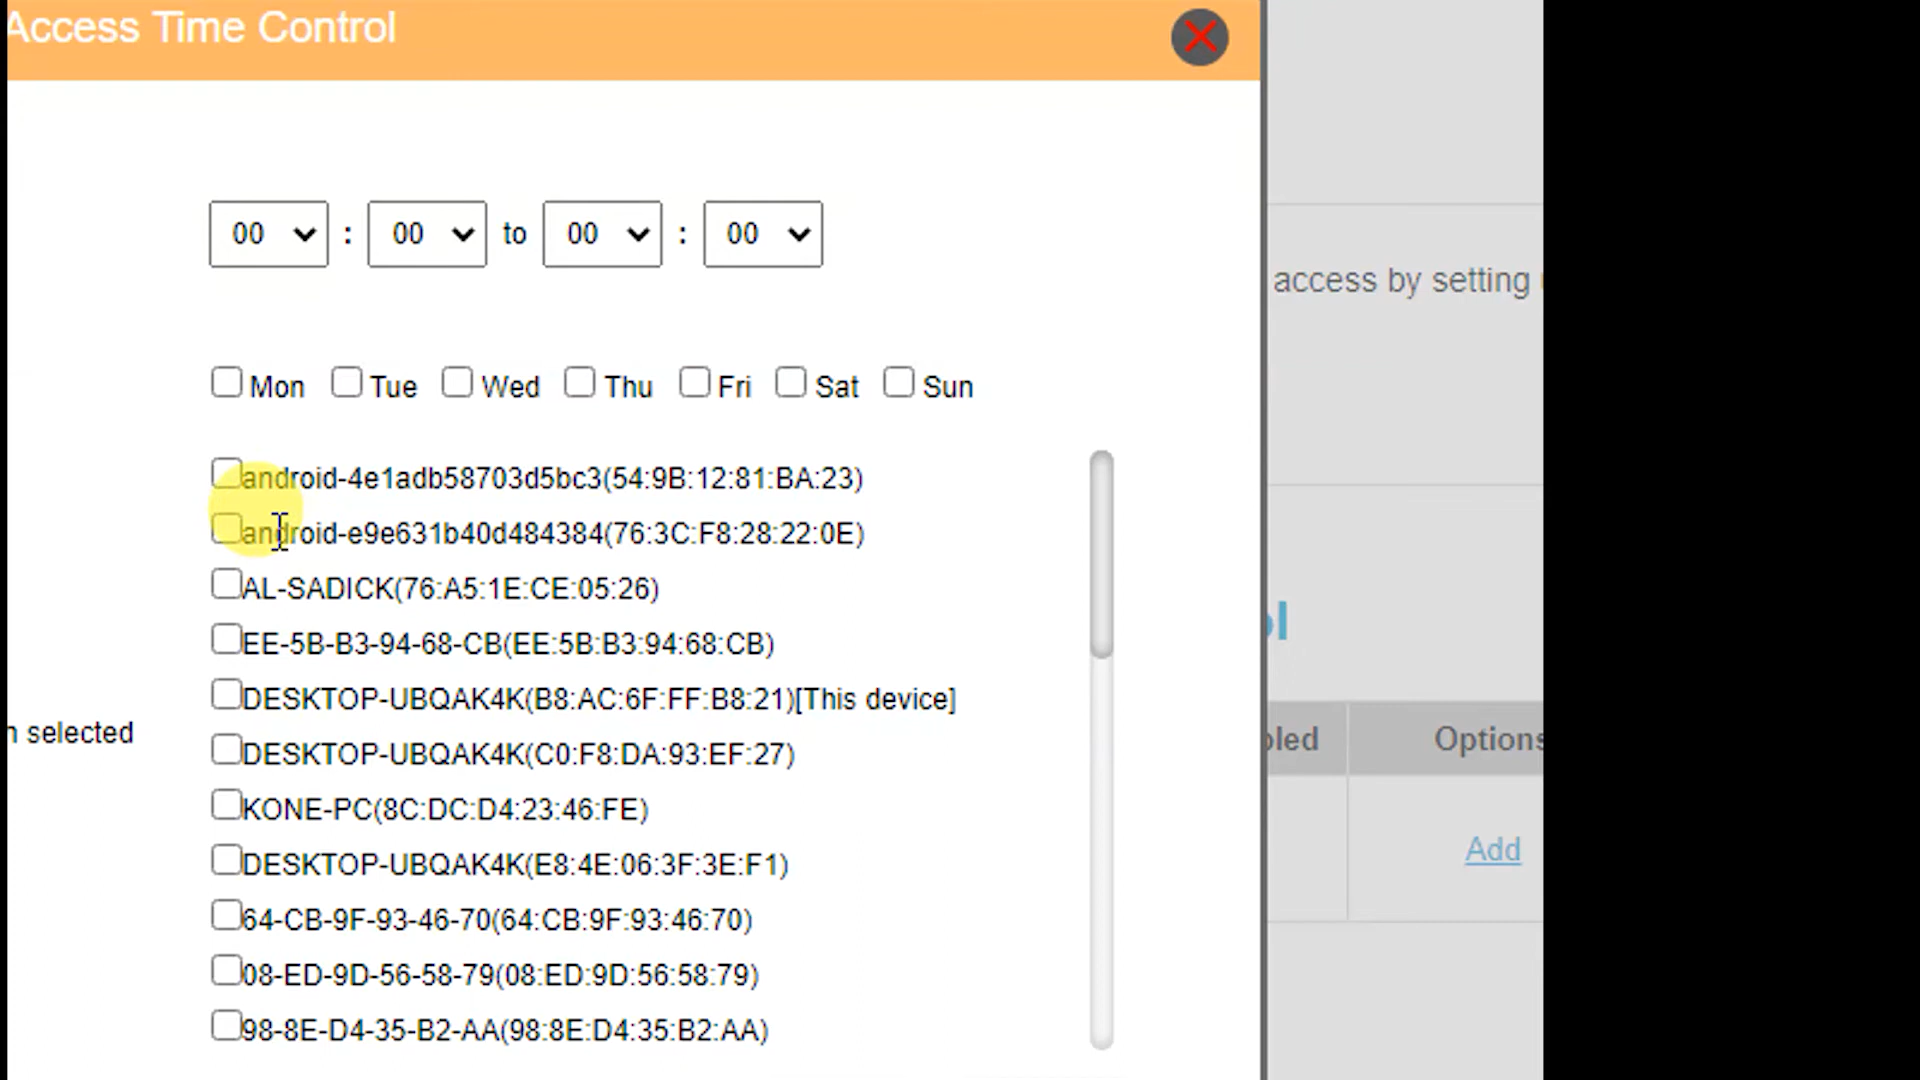 Access Time Control
00 : 00 to 00 : 00
access by setting
Mon Tue Wed Thu Fri Sat Sun
android-4e1adb58703d5bc3(54:9B:12:81:BA:23)
android-e9e631b40d484384(76:3C:F8:28:22:0E)
AL-SADICK(76:A5:1E:CE:05:26)
EE-5B-B3-94-68-CB(EE:5B:B3:94:68:CB)
DESKTOP-UBQAK4K(B8:AC:6F:FF:B8:21)[This device]
selected
DESKTOP-UBQAK4K(C0:F8:DA:93:EF:27)
KONE-PC(8C:DC:D4:23:46:FE)
DESKTOP-UBQAK4K(E8:4E:06:3F:3E:F1)
64-CB-9F-93-46-70(64:CB:9F:93:46:70)
08-ED-9D-56-58-79(08:ED:9D:56:58:79)
98-8E-D4-35-B2-AA(98:8E:D4:35:B2:AA)
Options
Add